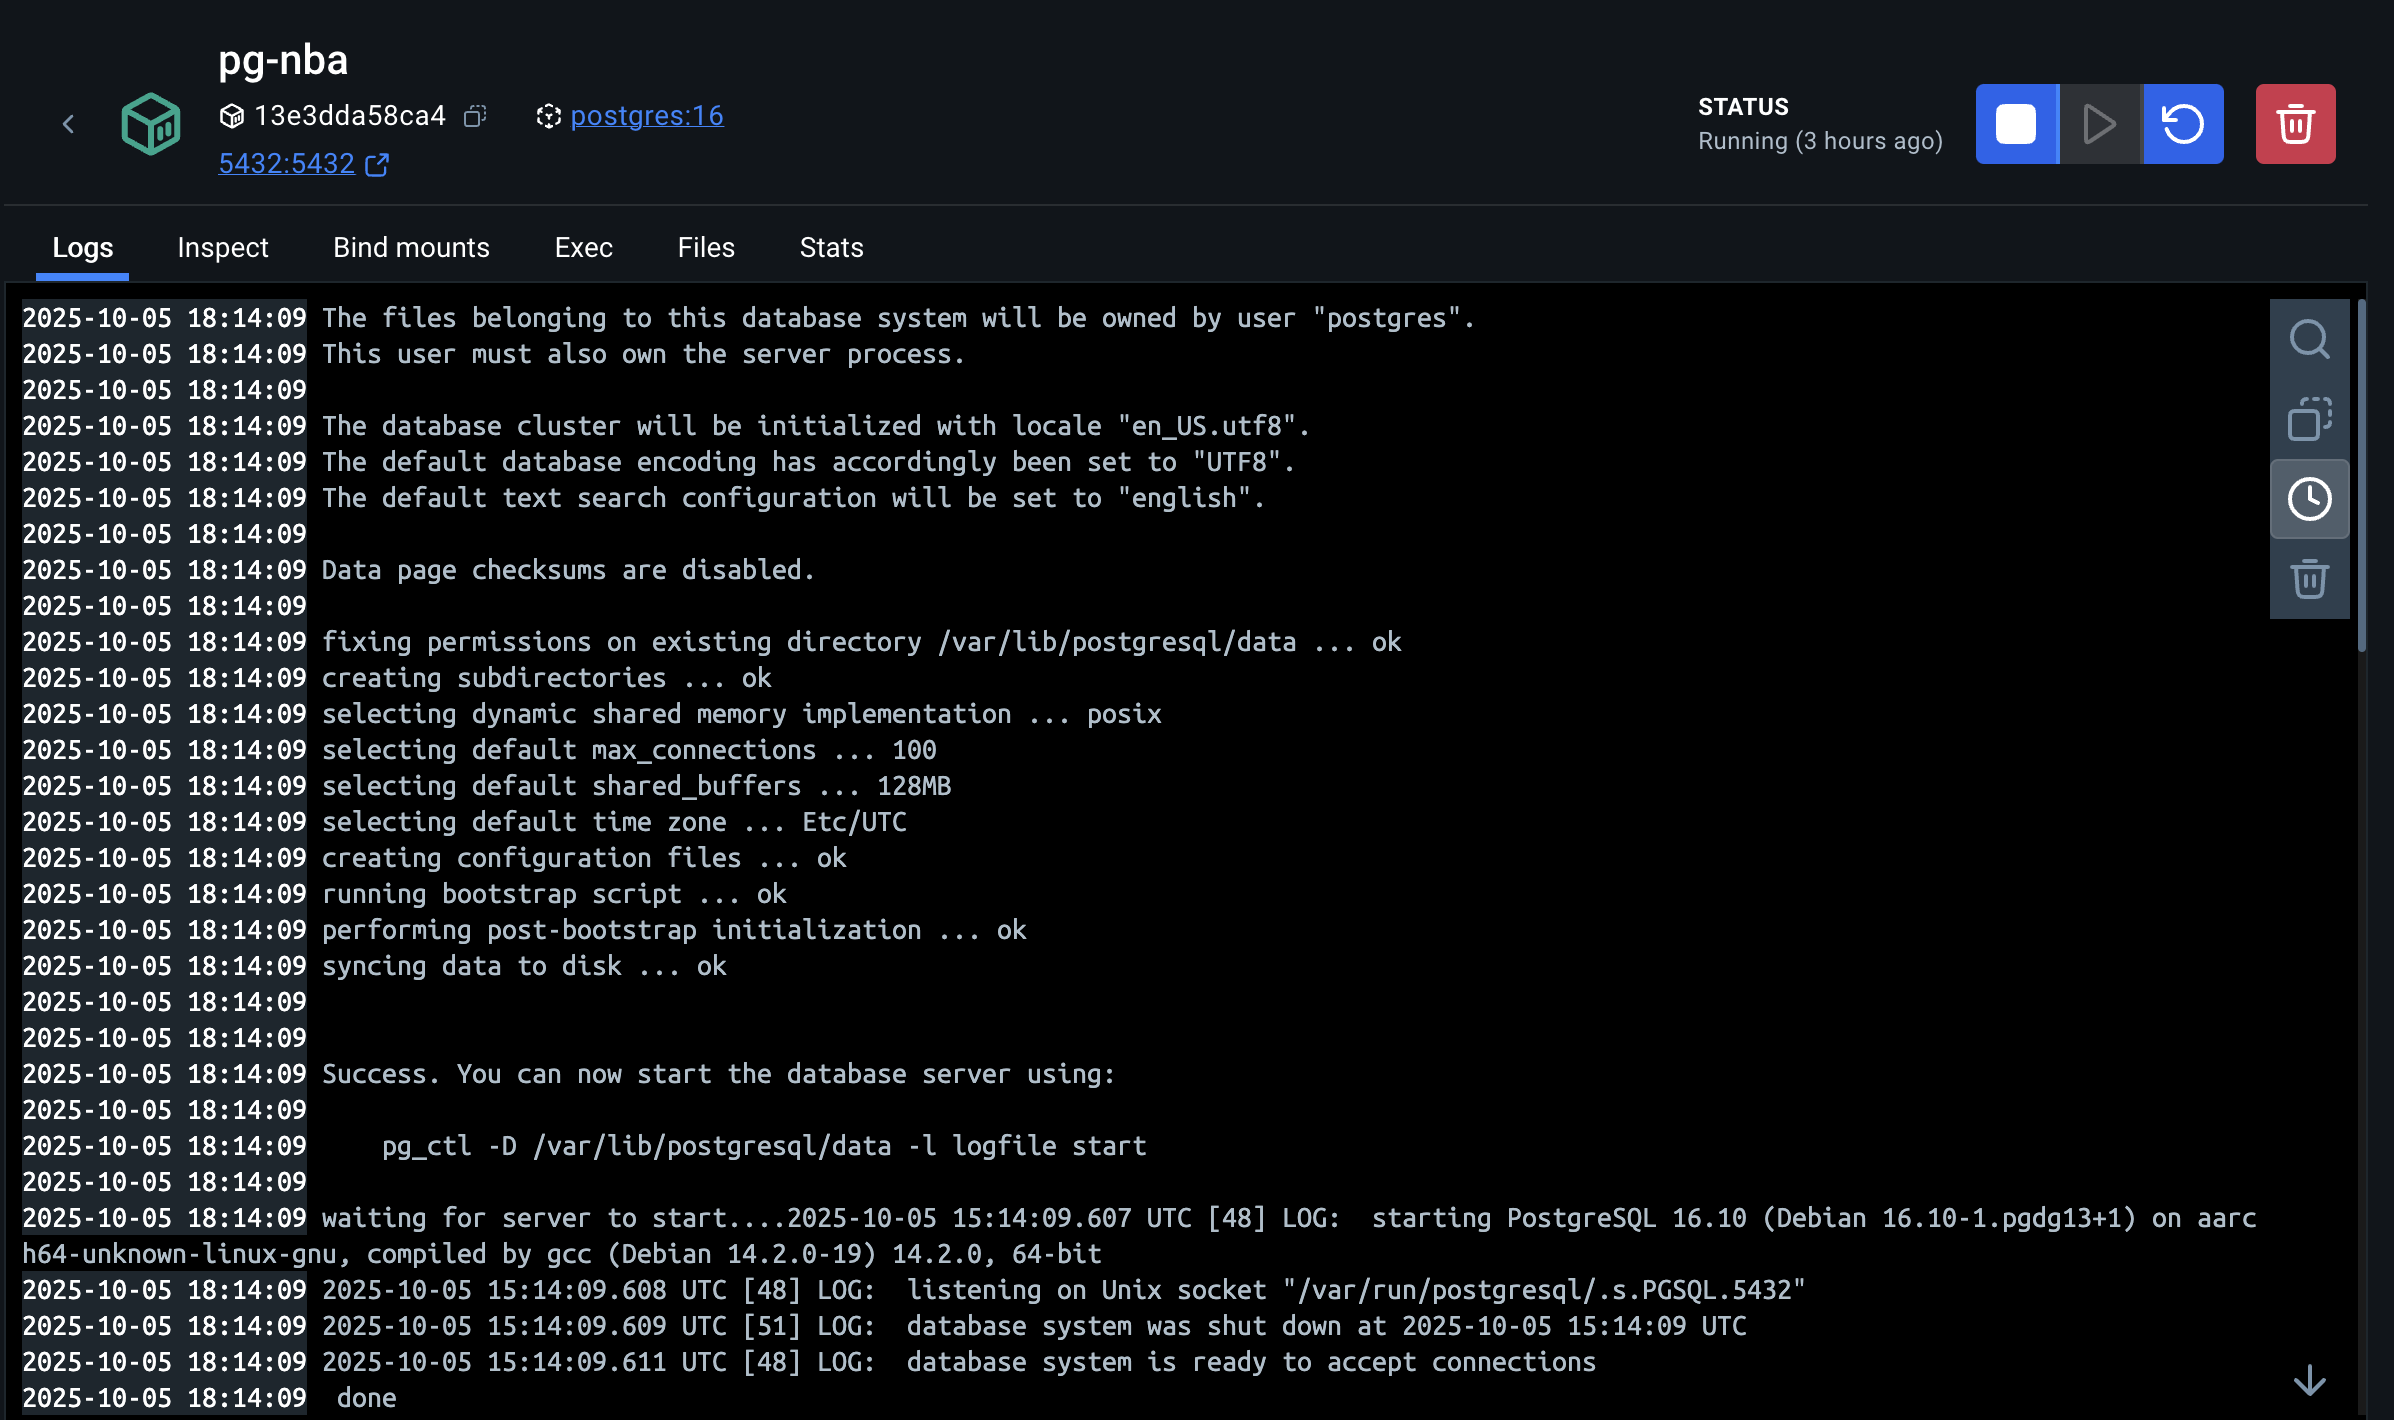 pg-nba
13e3dda58ca4 postgres:16
5432:5432
STATUS
Running (3 hours ago)
Logs Inspect Bind mounts Exec Files Stats
2025-10-05 18:14:09 The files belonging to this database system will be owned by user "postgres".
2025-10-05 18:14:09 This user must also own the server process.
2025-10-05 18:14:09
2025-10-05 18:14:09 The database cluster will be initialized with locale "en_US.utf8".
2025-10-05 18:14:09 The default database encoding has accordingly been set to "UTF8".
2025-10-05 18:14:09 The default text search configuration will be set to "english".
2025-10-05 18:14:09
2025-10-05 18:14:09 Data page checksums are disabled.
2025-10-05 18:14:09
2025-10-05 18:14:09 fixing permissions on existing directory /var/lib/postgresql/data ... ok
2025-10-05 18:14:09 creating subdirectories ... ok
2025-10-05 18:14:09 selecting dynamic shared memory implementation ... posix
2025-10-05 18:14:09 selecting default max_connections ... 100
2025-10-05 18:14:09 selecting default shared_buffers ... 128MB
2025-10-05 18:14:09 selecting default time zone ... Etc/UTC
2025-10-05 18:14:09 creating configuration files ... ok
2025-10-05 18:14:09 running bootstrap script ... ok
2025-10-05 18:14:09 performing post-bootstrap initialization ... ok
2025-10-05 18:14:09 syncing data to disk ... ok
2025-10-05 18:14:09
2025-10-05 18:14:09
2025-10-05 18:14:09 Success. You can now start the database server using:
2025-10-05 18:14:09
2025-10-05 18:14:09     pg_ctl -D /var/lib/postgresql/data -l logfile start
2025-10-05 18:14:09
2025-10-05 18:14:09 waiting for server to start....2025-10-05 15:14:09.607 UTC [48] LOG:  starting PostgreSQL 16.10 (Debian 16.10-1.pgdg13+1) on aarc
h64-unknown-linux-gnu, compiled by gcc (Debian 14.2.0-19) 14.2.0, 64-bit
2025-10-05 18:14:09 2025-10-05 15:14:09.608 UTC [48] LOG:  listening on Unix socket "/var/run/postgresql/.s.PGSQL.5432"
2025-10-05 18:14:09 2025-10-05 15:14:09.609 UTC [51] LOG:  database system was shut down at 2025-10-05 15:14:09 UTC
2025-10-05 18:14:09 2025-10-05 15:14:09.611 UTC [48] LOG:  database system is ready to accept connections
2025-10-05 18:14:09  done